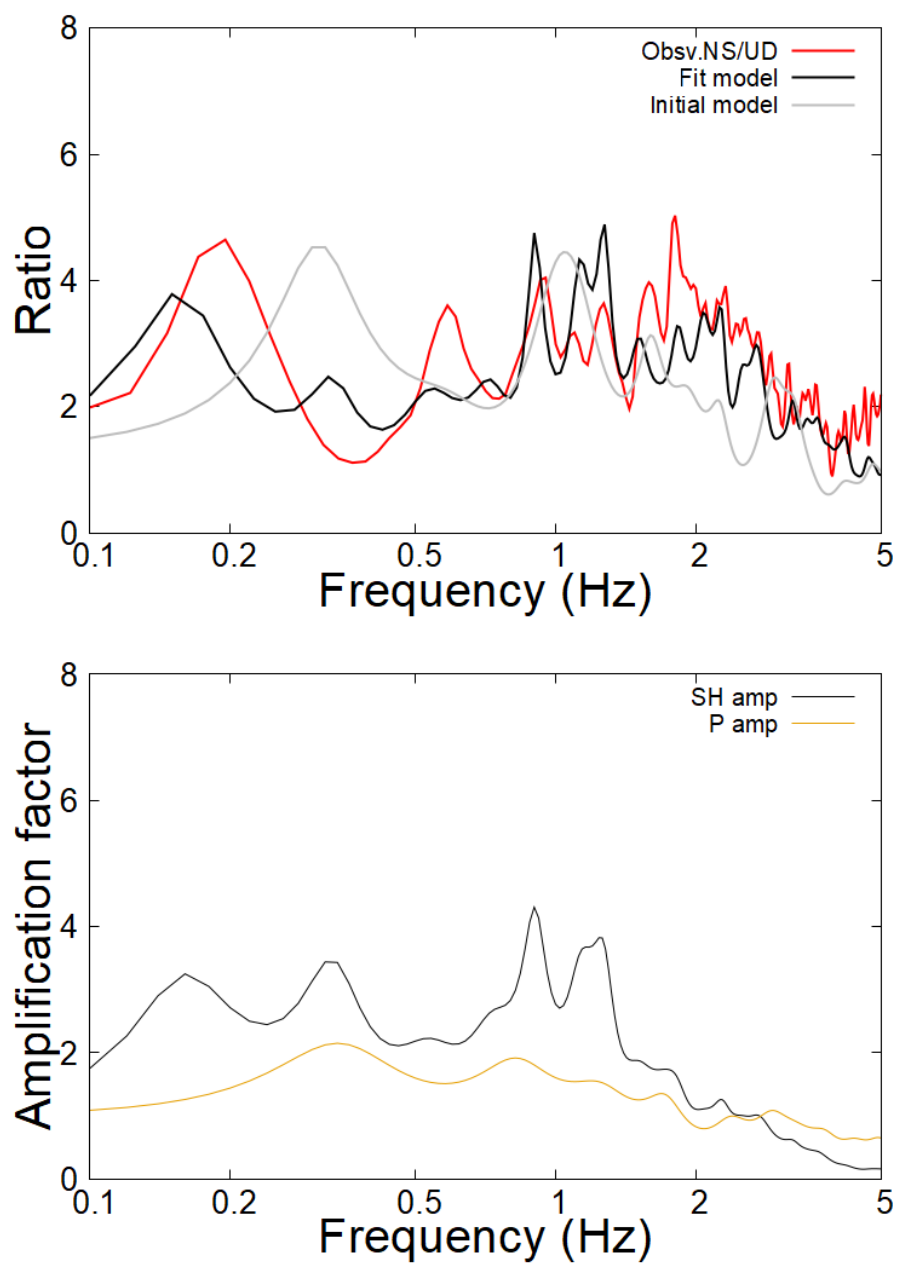 8
6
4
2
0
Ratio
Obsv.NS/UD
Fit model
Initial model
0.1 0.2 0.5 1 2 5
Frequency (Hz)
8
6
4
2
0
Amplification factor
SH amp
P amp
0.1 0.2 0.5 1 2 5
Frequency (Hz)